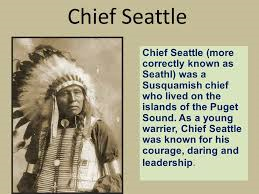 Chief Seattle
Chief Seattle (more
correctly known as
Seathl) was a
Susquamish chief
who lived on the
islands of the Puget
Sound. As a young
warrier, Chief Seattle
was known for his
courage, daring and
leadership.